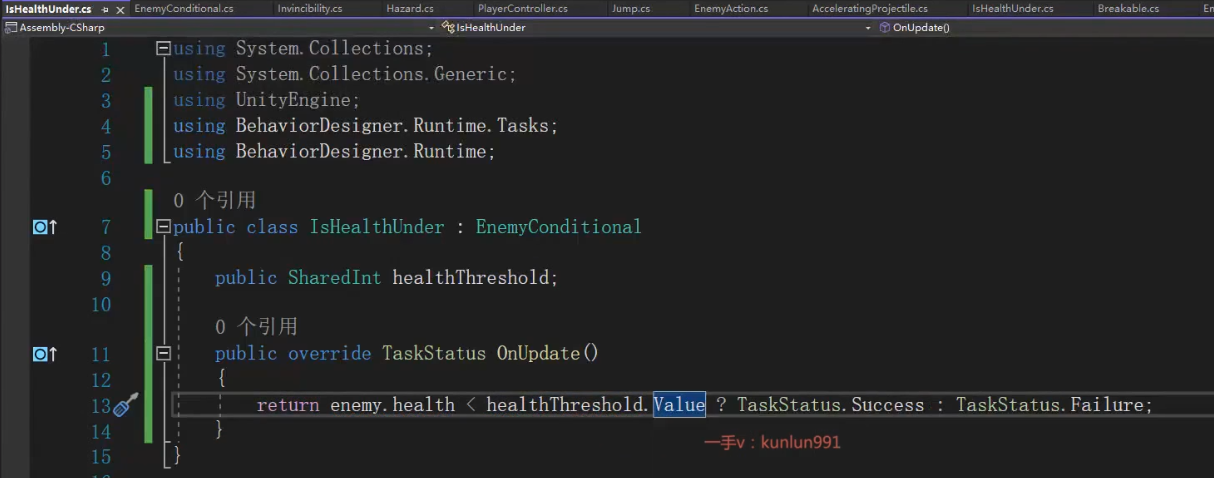 IsHealthUnder.cs EnemyConditional.cs Invincibility.cs Hazard.cs PlayerController.cs Jump.cs EnemyAction.cs AcceleratingProjectile.cs IsHealthUnder.cs Breakable.cs En
Assembly-CSharp IsHealthUnder OnUpdate()
1 using System.Collections;
2 using System.Collections.Generic;
3 using UnityEngine;
4 using BehaviorDesigner.Runtime.Tasks;
5 using BehaviorDesigner.Runtime;
6
0 个引用
7 public class IsHealthUnder : EnemyConditional
8 {
9 public SharedInt healthThreshold;
10
0 个引用
11 public override TaskStatus OnUpdate()
12 {
13 return enemy.health < healthThreshold.Value ? TaskStatus.Success : TaskStatus.Failure;
14 }
一手v：kunlun991
15 }